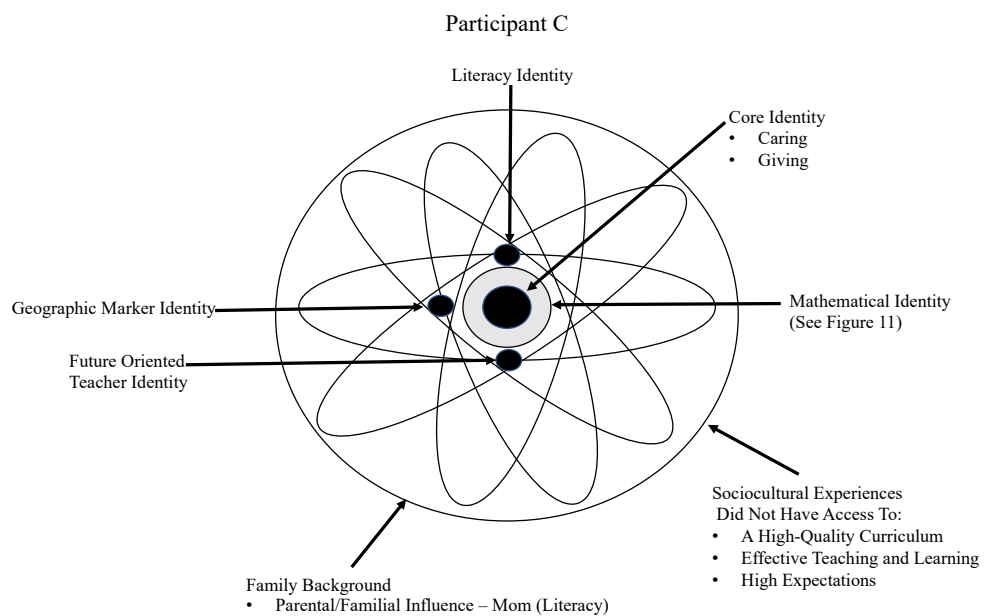 Participant C
Literacy Identity
Core Identity
• Caring
• Giving
Geographic Marker Identity
Mathematical Identity
(See Figure 11)
Future Oriented
Teacher Identity
Sociocultural Experiences
Did Not Have Access To:
• A High-Quality Curriculum
• Effective Teaching and Learning
• High Expectations
Family Background
• Parental/Familial Influence – Mom (Literacy)